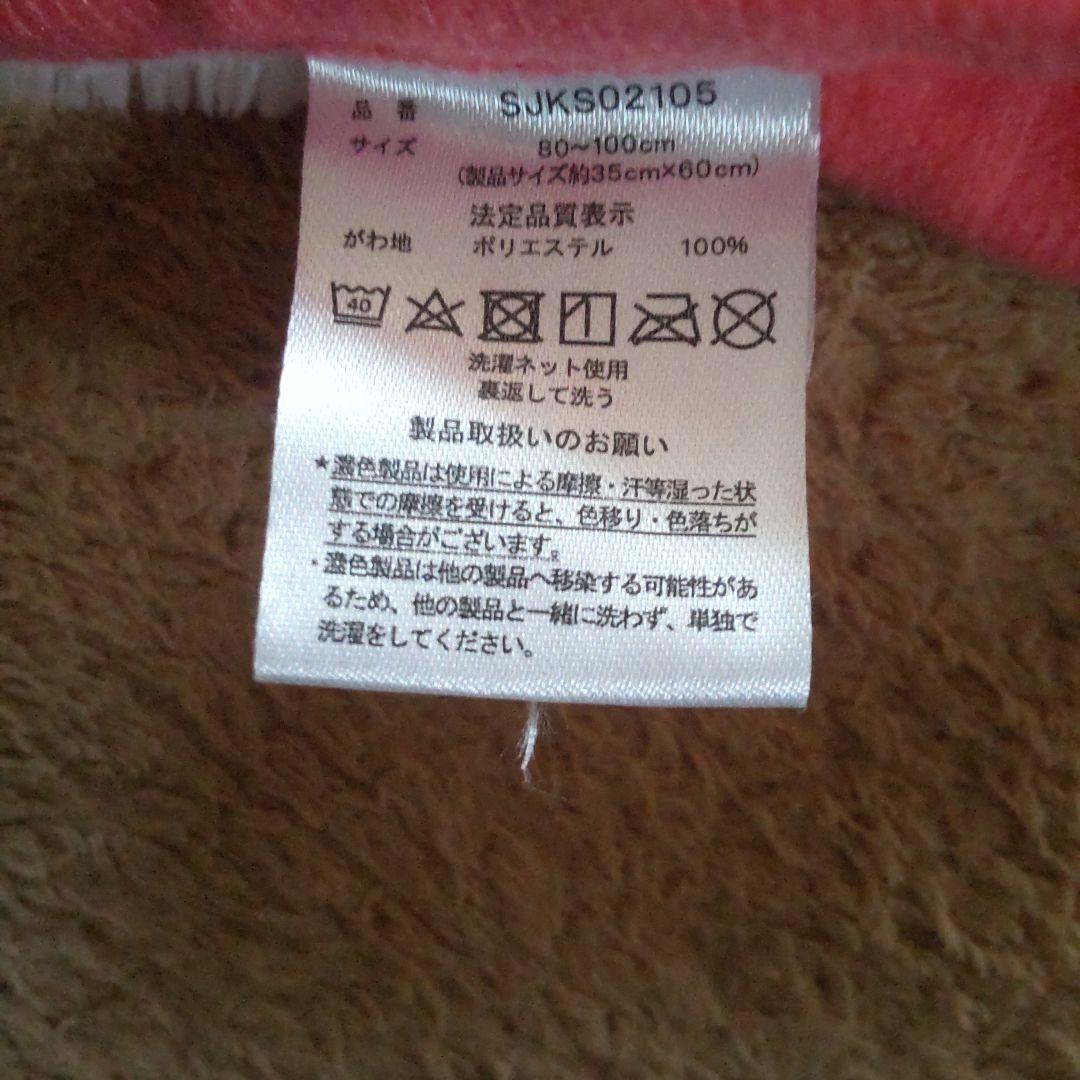 品番 SJKS02105
サイズ 80～100cm
(製品サイズ約35cm×60cm)
法定品質表示
がわ地 ポリエステル 100%
40
洗濯ネット使用
裏返して洗う
製品取扱いのお願い
★濃色製品は使用による摩擦・汗等湿った状
態での摩擦を受けると、色移り・色落ちが
する場合がございます。
・濃色製品は他の製品へ移染する可能性があ
るため、他の製品と一緒に洗わず、単独で
洗濯をしてください。